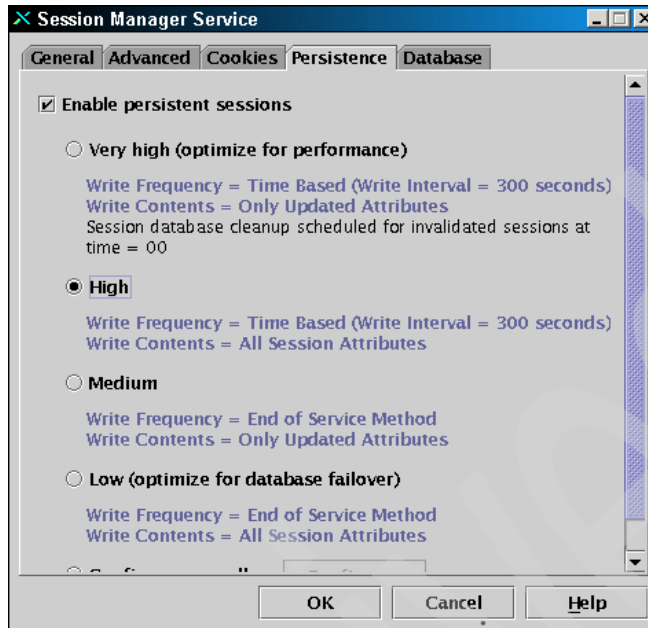 Session Manager Service
General Advanced Cookies Persistence Database
Enable persistent sessions
Very high (optimize for performance)
Write Frequency = Time Based (Write Interval = 300 seconds)
Write Contents = Only Updated Attributes
Session database cleanup scheduled for invalidated sessions at
time = 00
High
Write Frequency = Time Based (Write Interval = 300 seconds)
Write Contents = All Session Attributes
Medium
Write Frequency = End of Service Method
Write Contents = Only Updated Attributes
Low (optimize for database failover)
Write Frequency = End of Service Method
Write Contents = All Session Attributes
OK Cancel Help